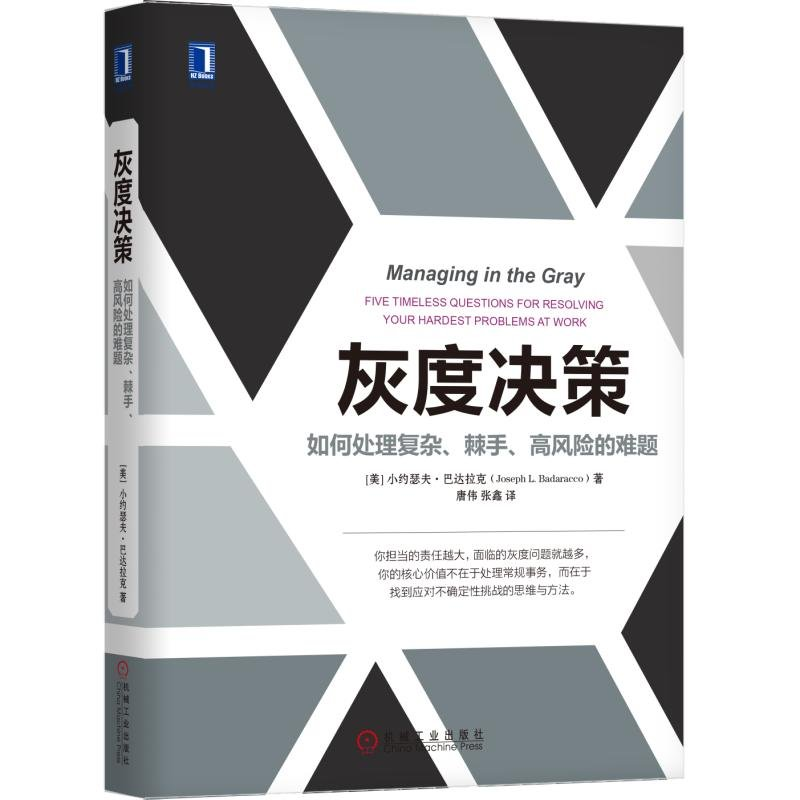 HZ Books
灰度决策
如何处理复杂、棘手、
高风险的难题
[美] 小约瑟夫·巴达拉克 著
机械工业出版社
China Machine Press
HZ BOOKS
Managing in the Gray
FIVE TIMELESS QUESTIONS FOR RESOLVING
YOUR HARDEST PROBLEMS AT WORK
灰度决策
如何处理复杂、棘手、高风险的难题
[美] 小约瑟夫·巴达拉克 (Joseph L. Badaracco) 著
唐伟 张鑫 译
你担当的责任越大，面临的灰度问题就越多，
你的核心价值不在于处理常规事务，而在于
找到应对不确定性挑战的思维与方法。
机械工业出版社
China Machine Press